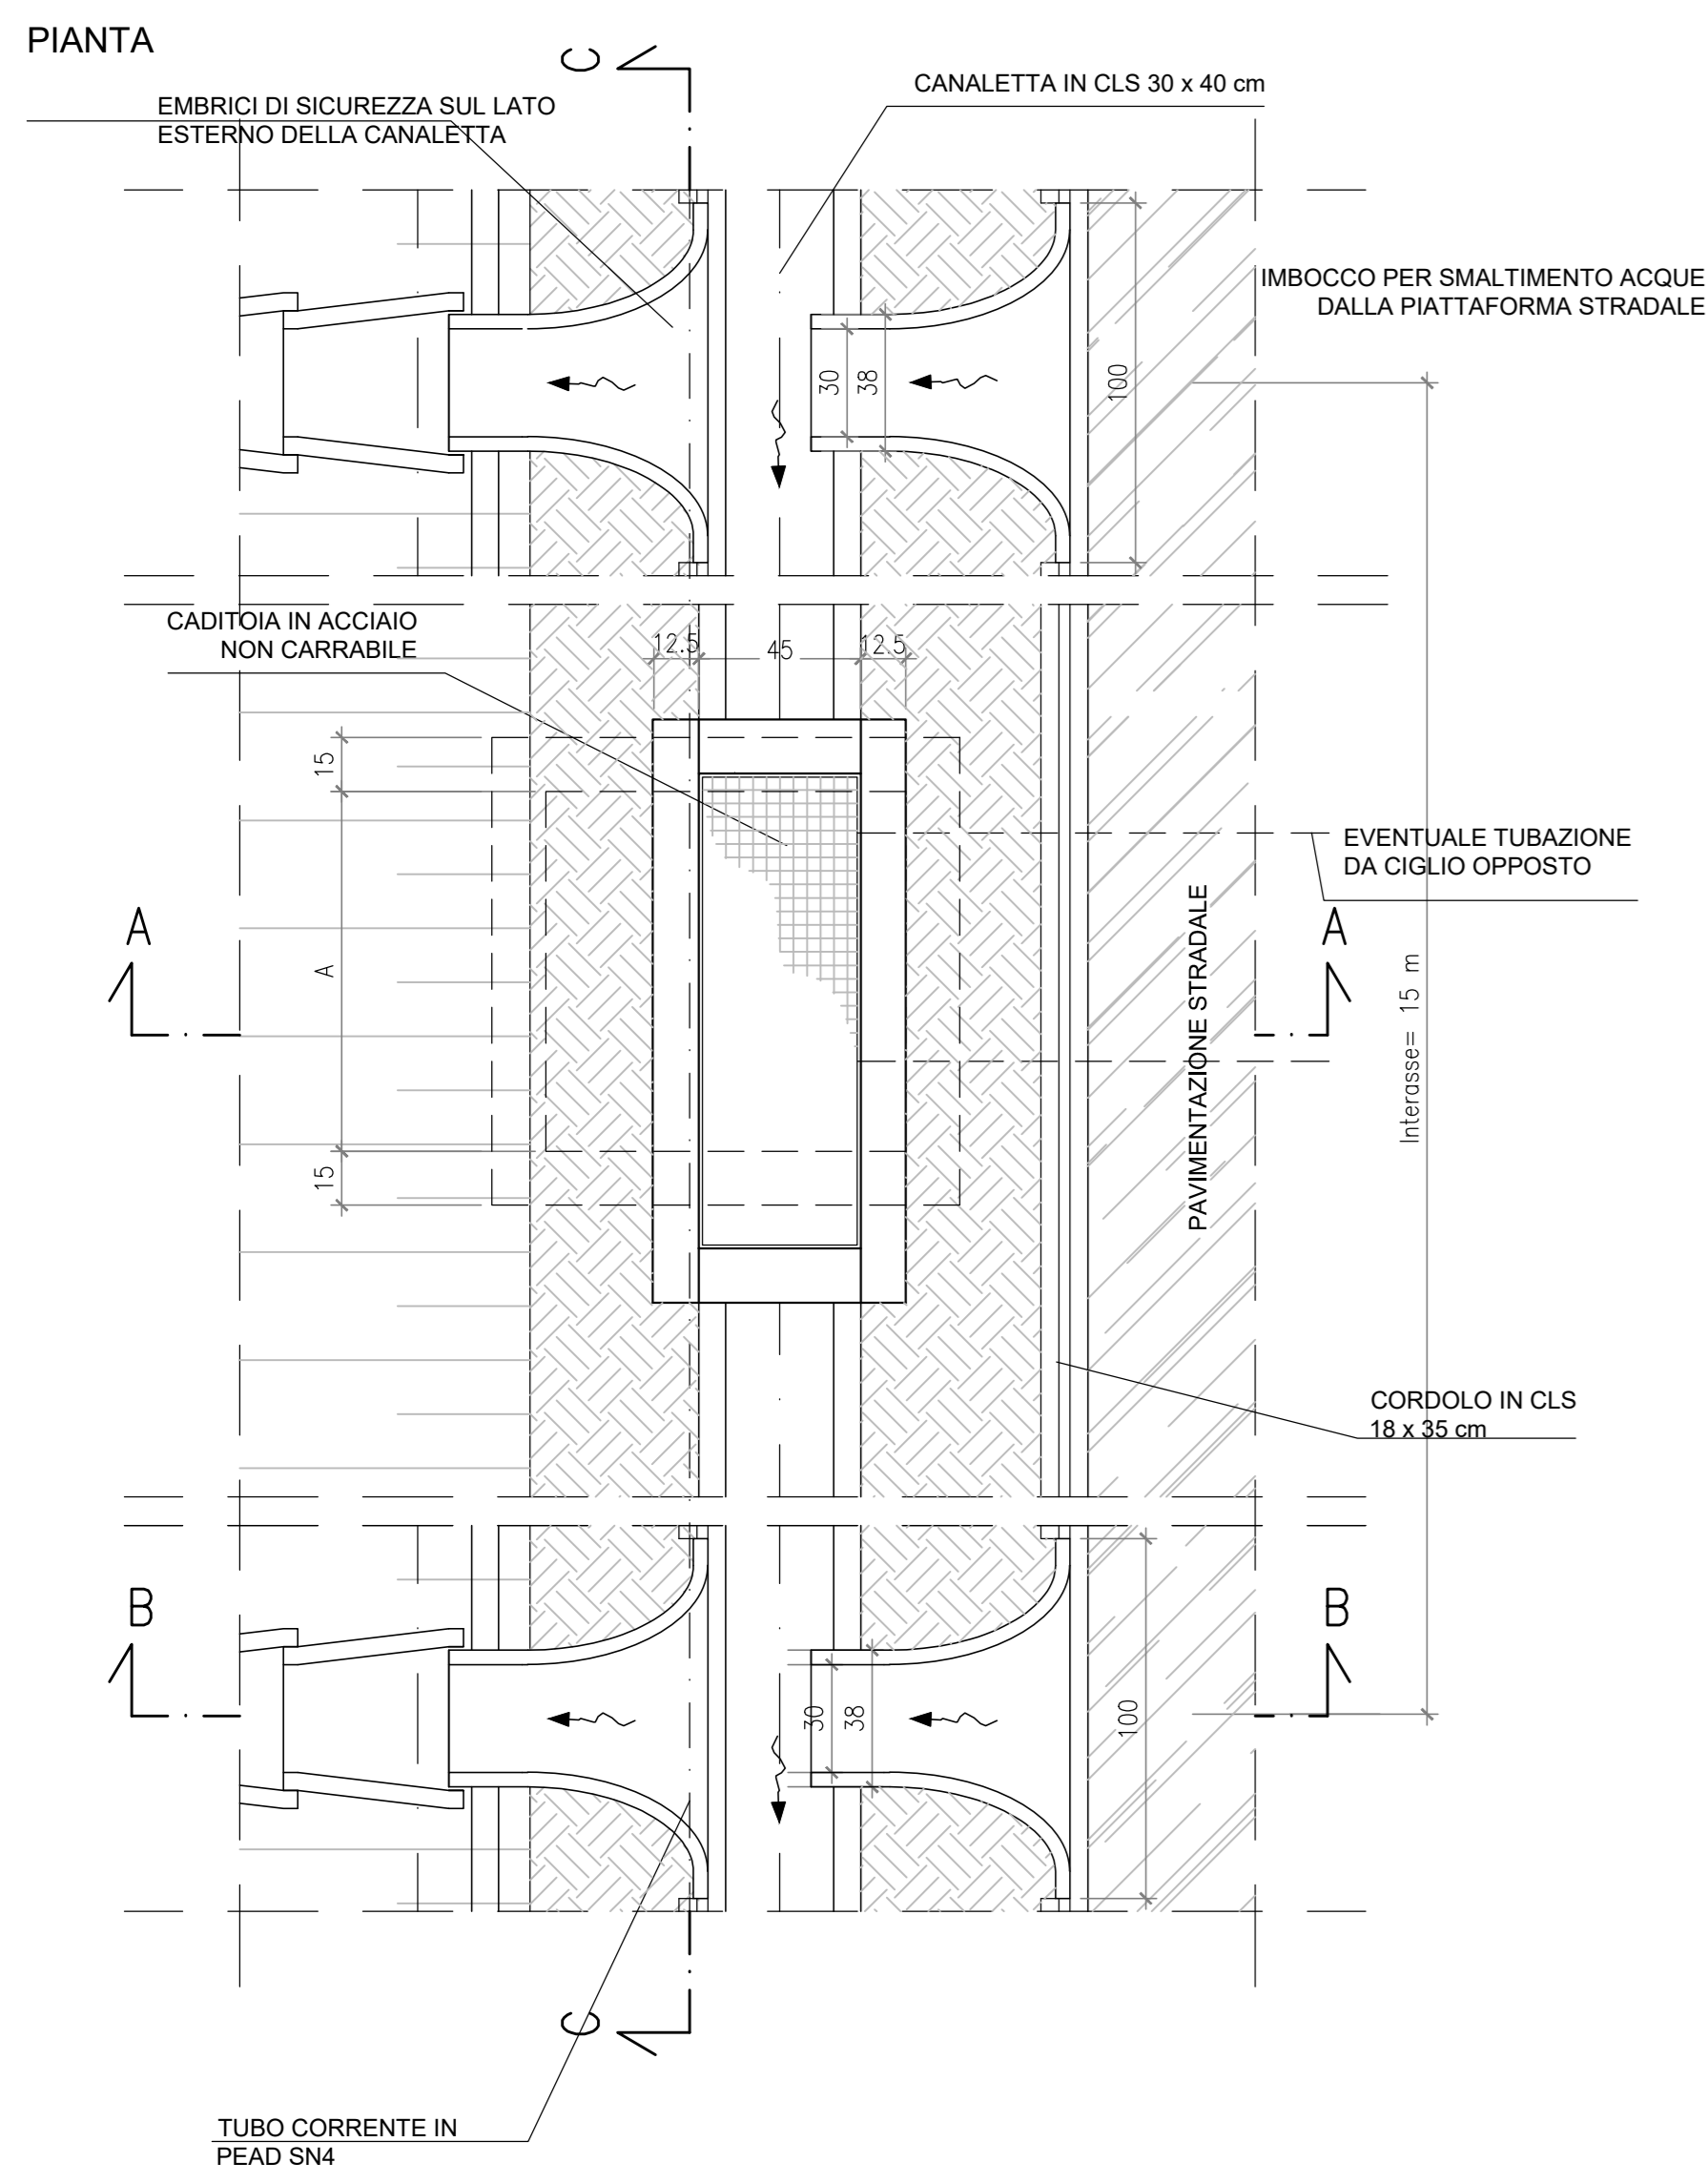 PIANTA
C
CANALETTA IN CLS 30 x 40 cm
EMBRICI DI SICUREZZA SUL LATO
ESTERNO DELLA CANALETTA
IMBOCCO PER SMALTIMENTO ACQUE
DALLA PIATTAFORMA STRADALE
30
38
100
CADITOIA IN ACCIAIO
NON CARRABILE
12.5
45
12.5
15
EVENTUALE TUBAZIONE
DA CIGLIO OPPOSTO
A
A
A
PAVIMENTAZIONE STRADALE
Interasse= 15 m
15
CORDOLO IN CLS
18 x 35 cm
B
B
30
38
100
C
TUBO CORRENTE IN
PEAD SN4